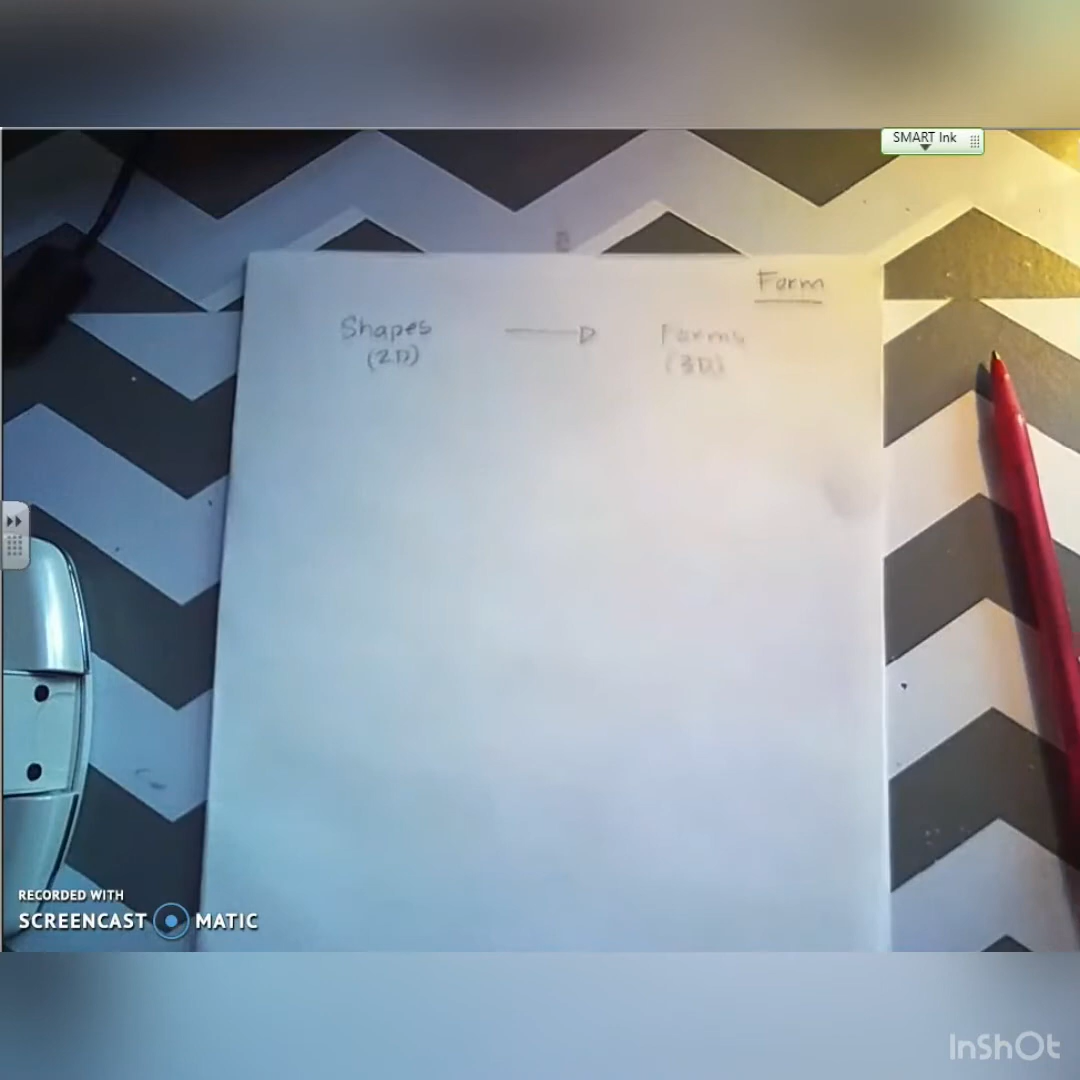 SMART Ink
Form
Shapes → Forms
(2D) (3D)
RECORDED WITH
SCREENCAST MATIC
InShOt